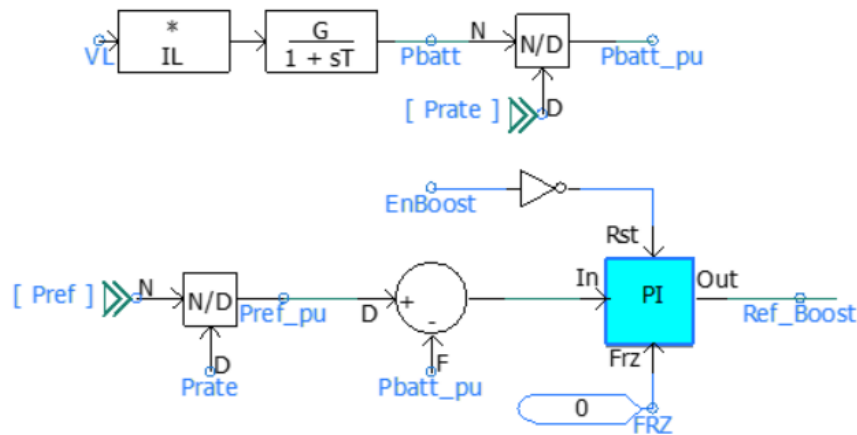 * G N
VL IL 1 + sT Pbatt N/D Pbatt_pu
[ Prate ] D
EnBoost
Rst
In PI Out
[ Pref ] N N/D Pref_pu D + - Ref_Boost
D F Frz
Prate Pbatt_pu
0 FRZ